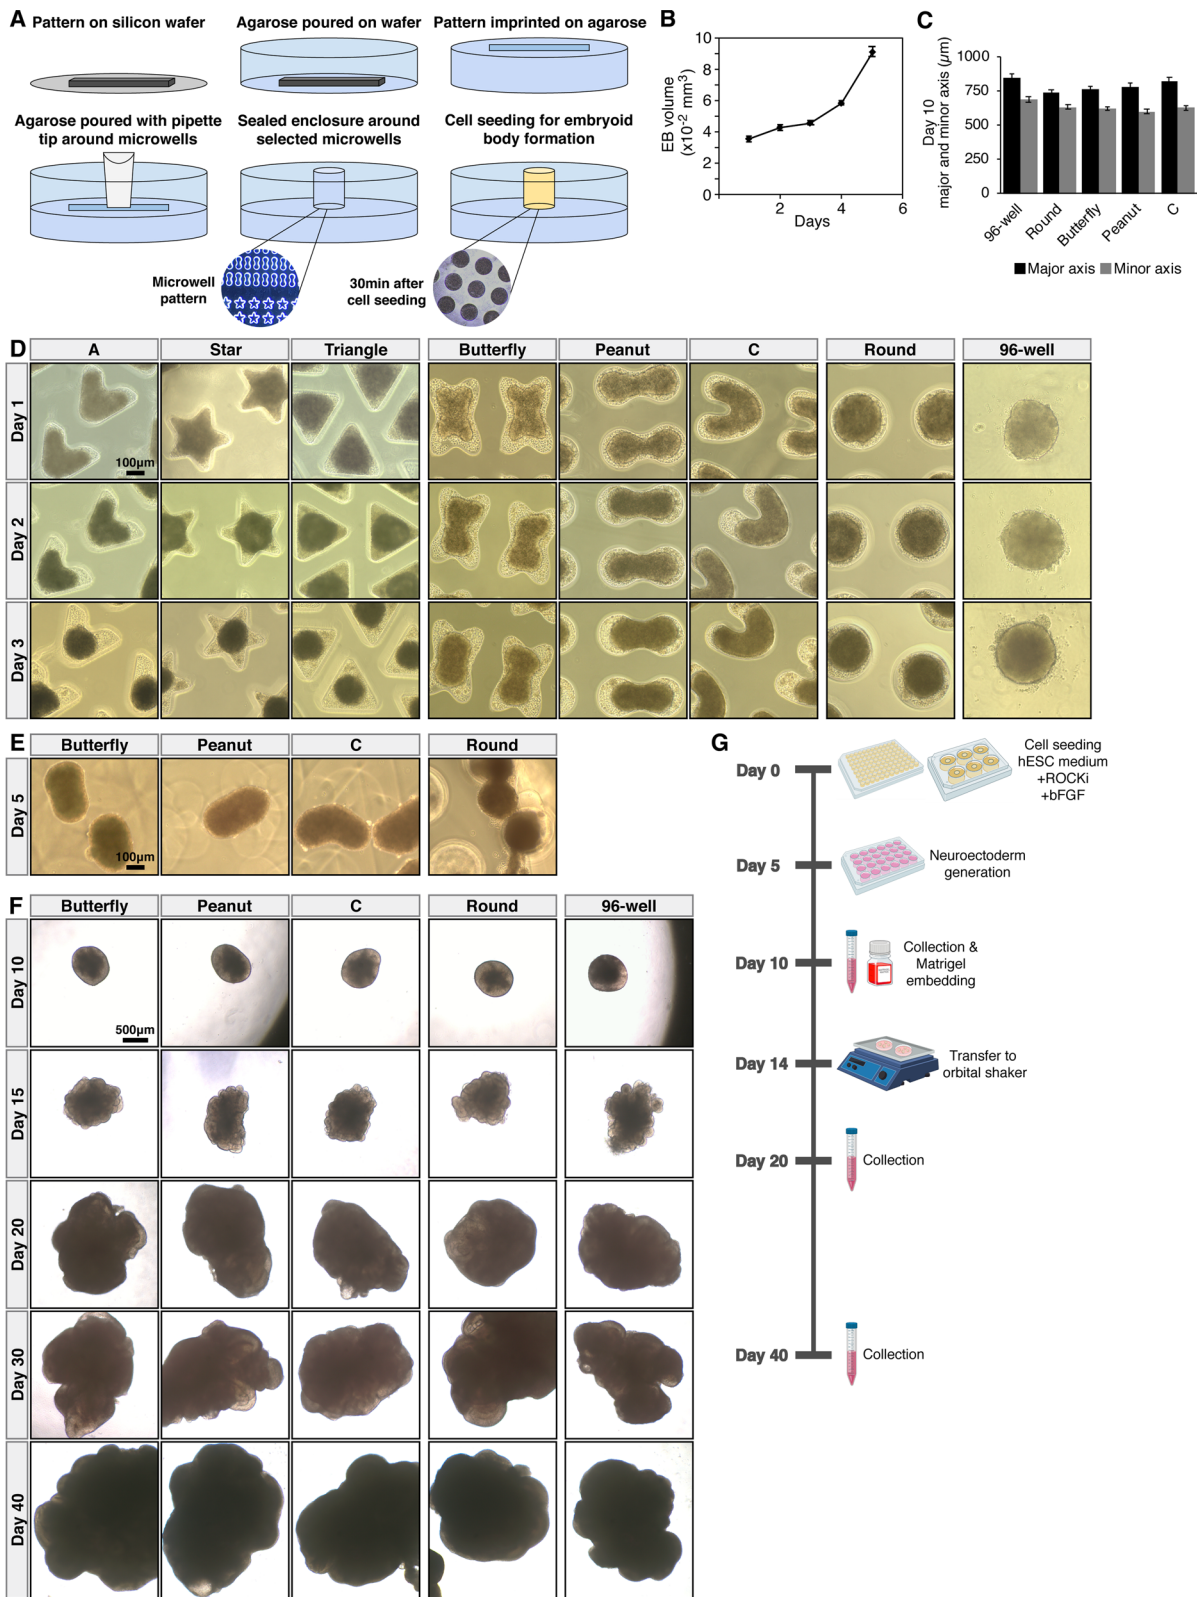 A
Pattern on silicon wafer
Agarose poured on wafer
Pattern imprinted on agarose
Agarose poured with pipette
tip around microwells
Sealed enclosure around
selected microwells
Cell seeding for embryoid
body formation
Microwell
pattern
30min after
cell seeding
B
EB volume
(x10-2 mm3)
10
8
6
4
2
0
2
4
6
Days
C
Day 10
major and minor axis (µm)
1000
750
500
250
0
96-well
Round
Butterfly
Peanut
C
Major axis
Minor axis
D
A
Star
Triangle
Butterfly
Peanut
C
Round
96-well
Day 1
100µm
Day 2
Day 3
E
Butterfly
Peanut
C
Round
Day 5
100µm
F
Butterfly
Peanut
C
Round
96-well
Day 10
500µm
Day 15
Day 20
Day 30
Day 40
G
Day 0
Cell seeding
hESC medium
+ROCKi
+bFGF
Day 5
Neuroectoderm
generation
Day 10
Collection &
Matrigel
embedding
Day 14
Transfer to
orbital shaker
Day 20
Collection
Day 40
Collection